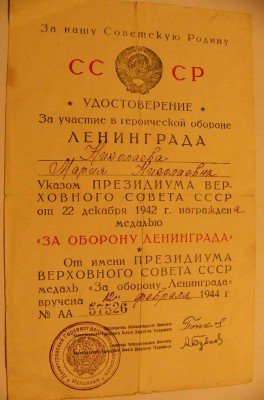 За нашу Советскую Родину
СССР
УДОСТОВЕРЕНИЕ
За участие в героической обороне
ЛЕНИНГРАДА
Николаева
Мария Николаевна
Указом ПРЕЗИДИУМА ВЕР-
ХОВНОГО СОВЕТА СССР
от 22 декабря 1942 г. награждена
медалью
«ЗА ОБОРОНУ ЛЕНИНГРАДА»
От имени ПРЕЗИДИУМА
ВЕРХОВНОГО СОВЕТА СССР
медаль «За оборону Ленинграда»
вручена февраля 1944 г
№ АА 57526